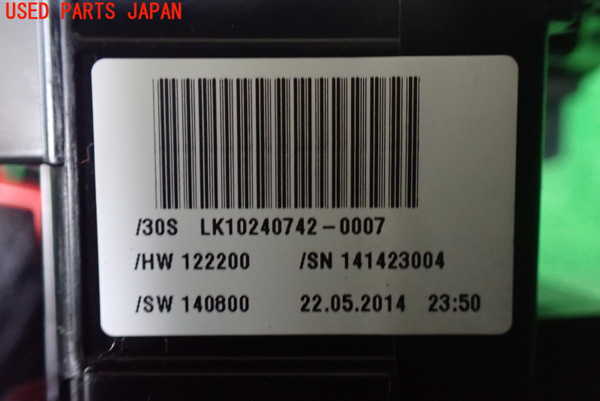 USED PARTS JAPAN
/30S LK10240742-0007
/HW 122200 /SN 141423004
/SW 140800 22.05.2014 23:50